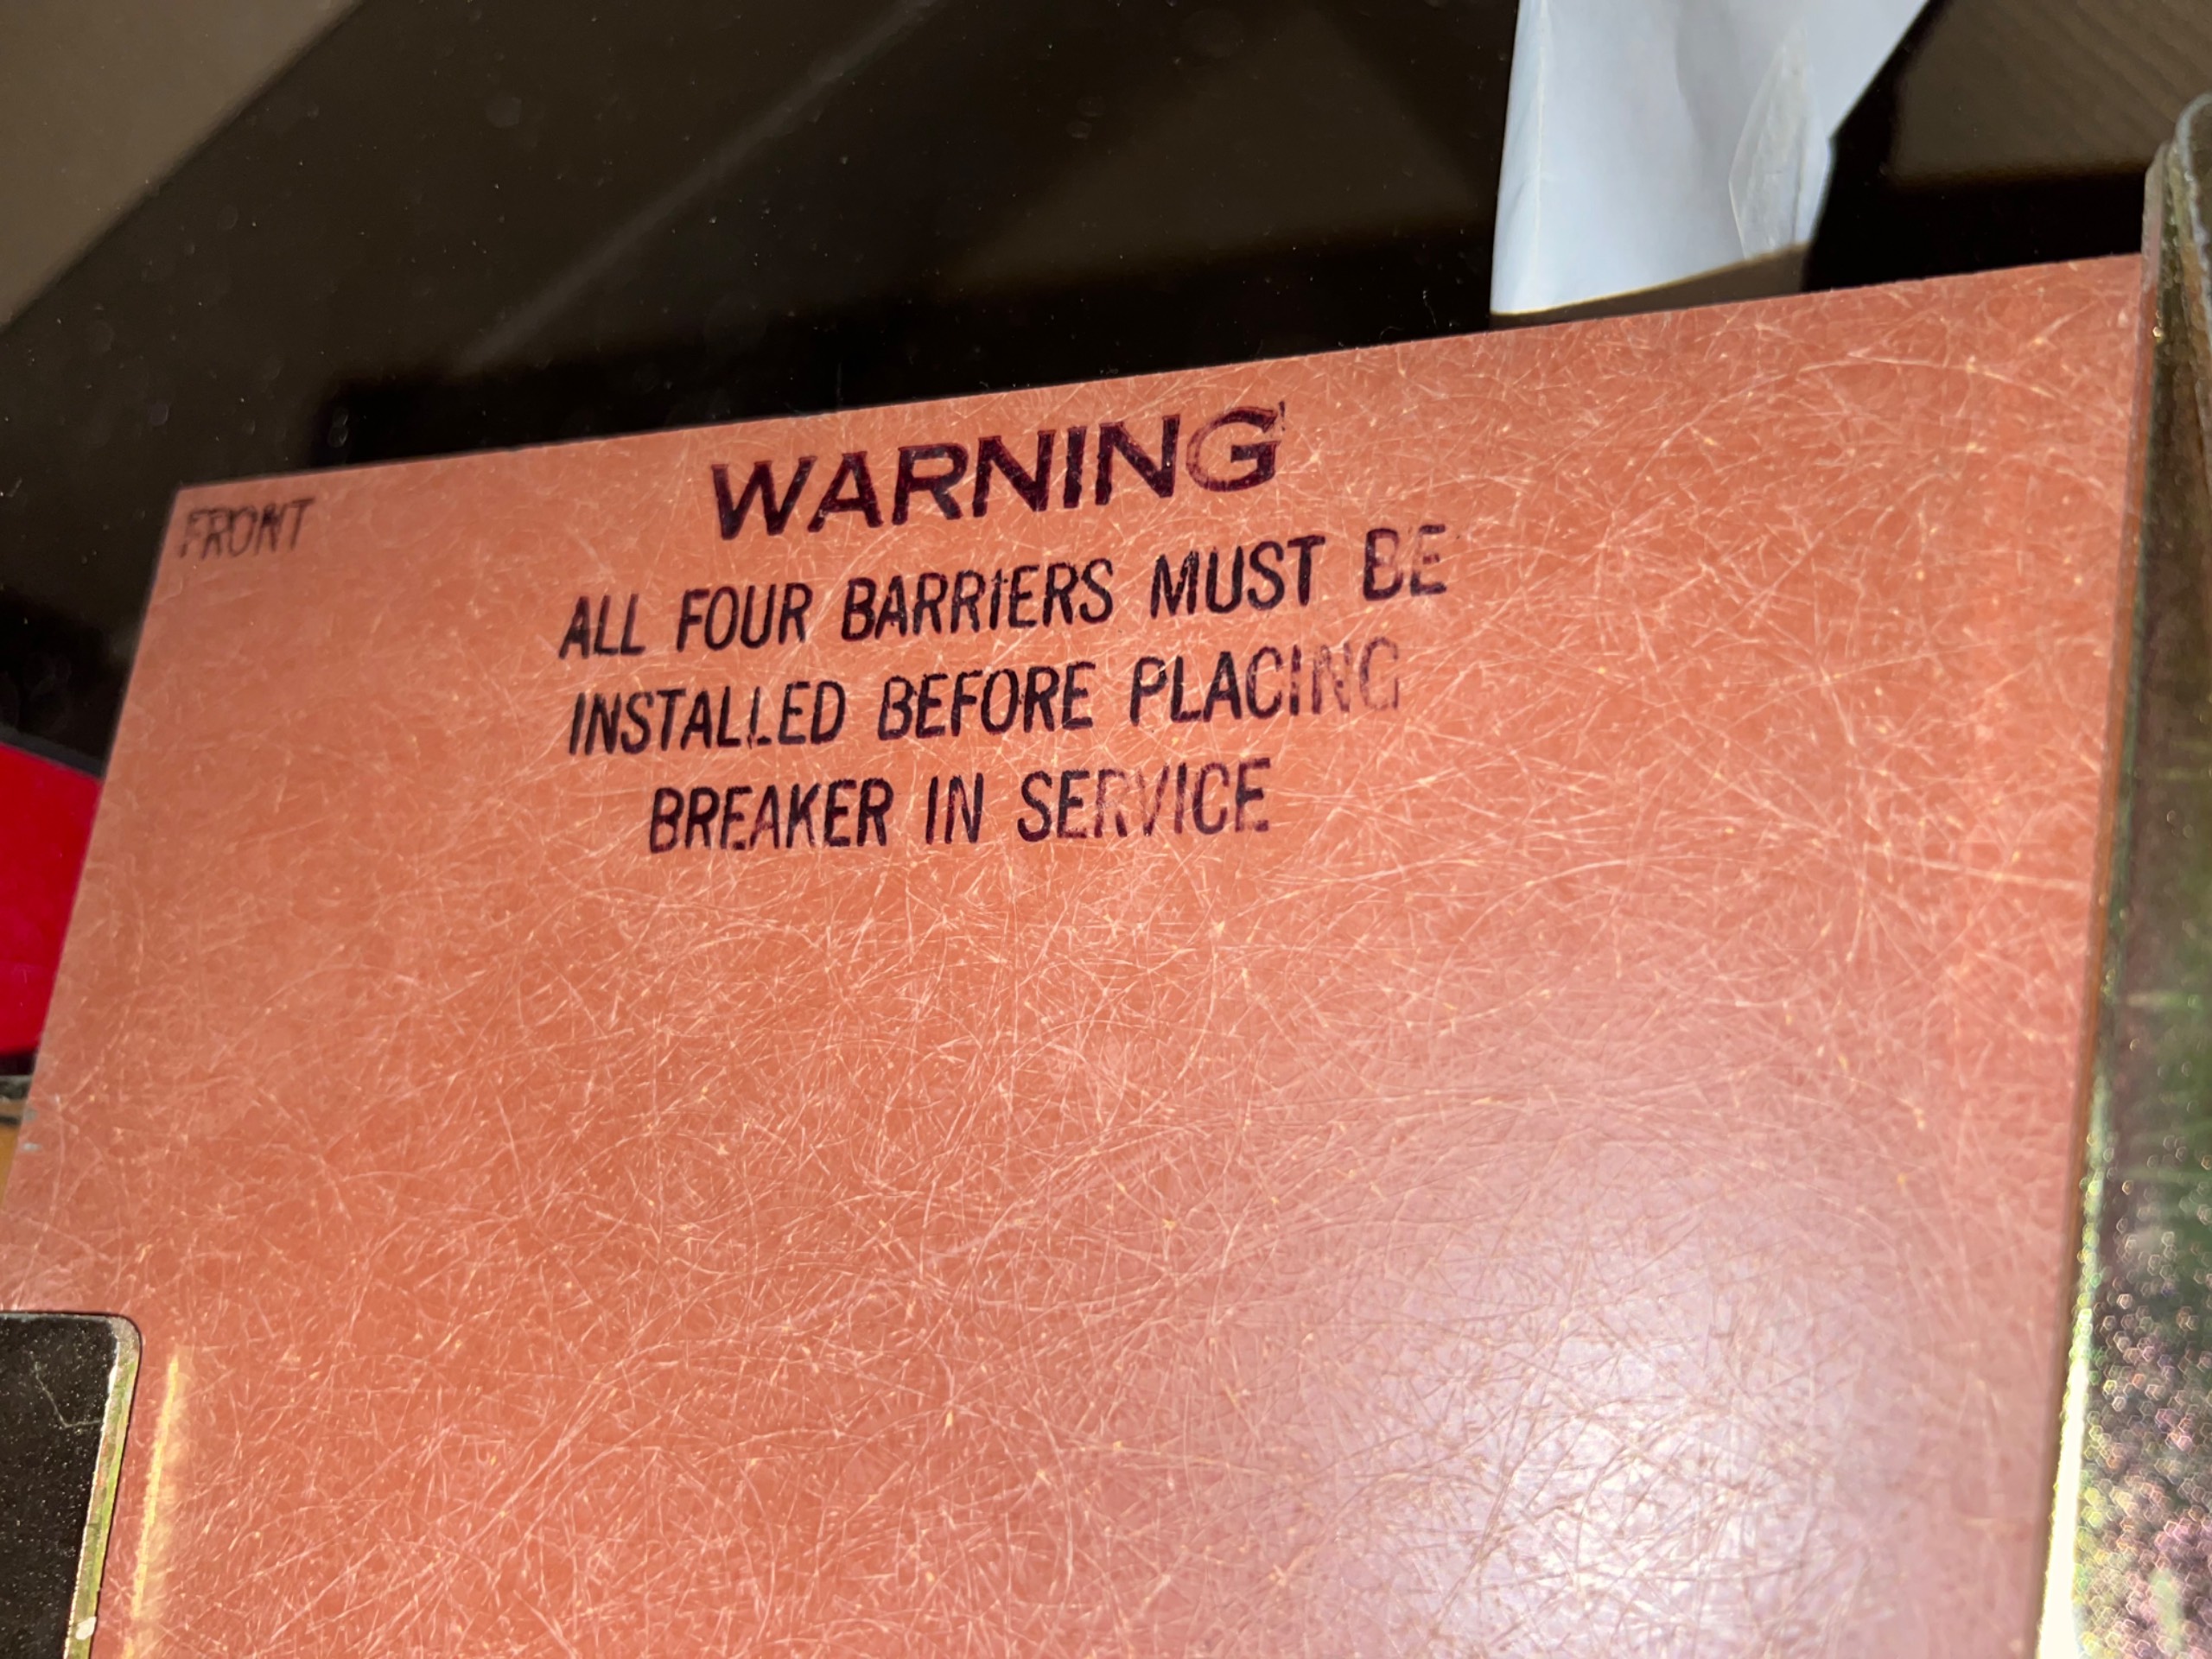 FRONT
WARNING
ALL FOUR BARRIERS MUST BE
INSTALLED BEFORE PLACING
BREAKER IN SERVICE